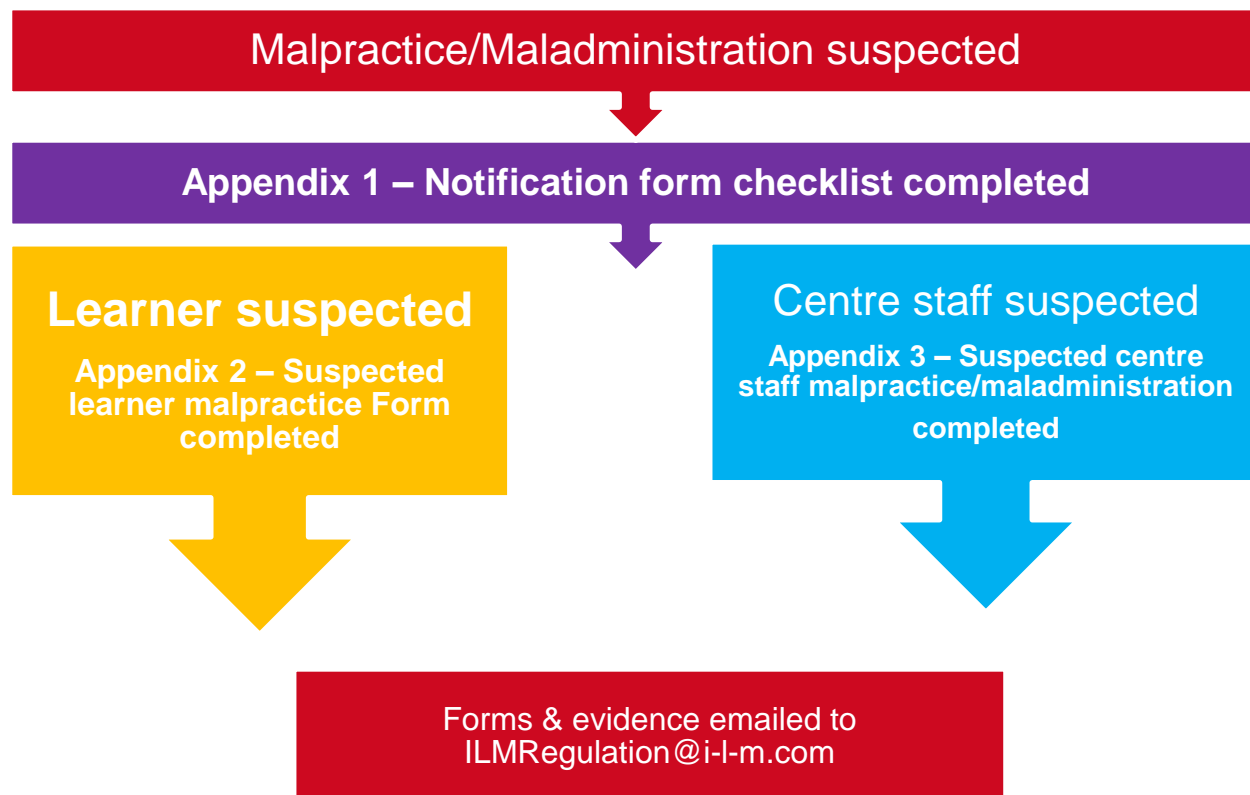 Malpractice/Maladministration suspected
Appendix 1 – Notification form checklist completed
Learner suspected
Appendix 2 – Suspected
learner malpractice Form
completed
Centre staff suspected
Appendix 3 – Suspected centre
staff malpractice/maladministration
completed
Forms & evidence emailed to
ILMRegulation@i-l-m.com